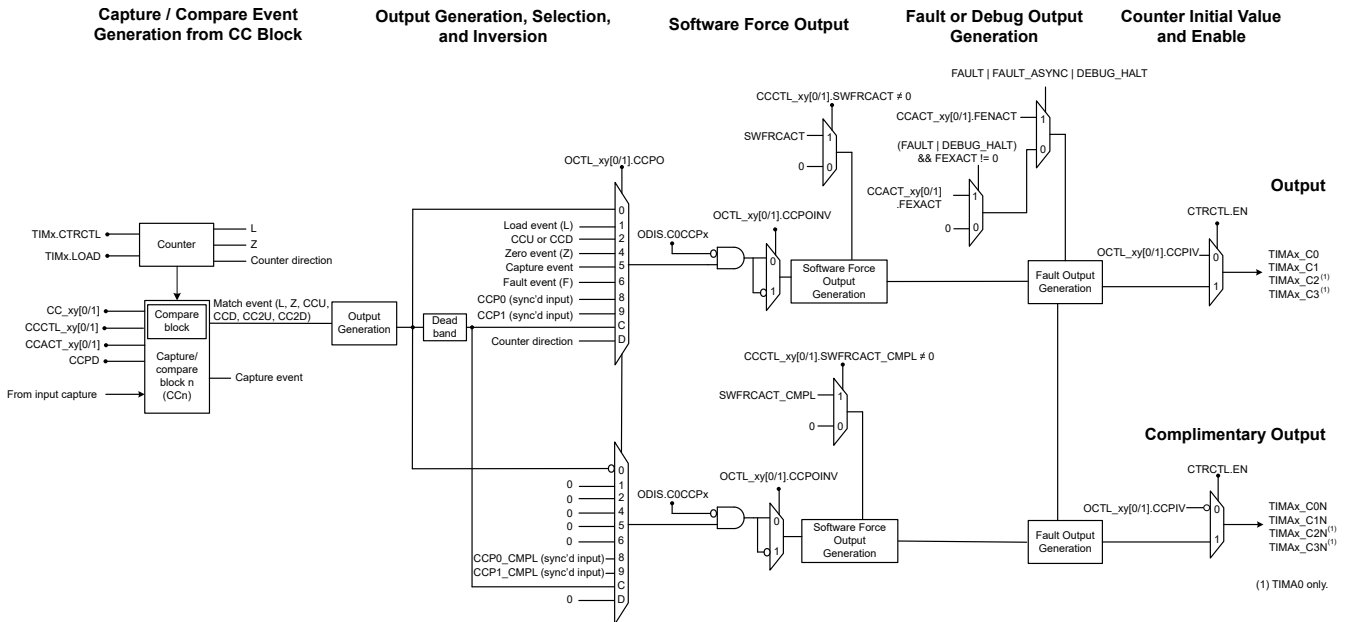 Capture / Compare Event
Generation from CC Block
Output Generation, Selection,
and Inversion
Software Force Output
Fault or Debug Output
Generation
Counter Initial Value
and Enable
FAULT | FAULT_ASYNC | DEBUG_HALT
CCCTL_xy[0/1].SWFRCACT ≠ 0
CCACT_xy[0/1].FENACT
1
0
SWFRCACT
1
0
0
(FAULT | DEBUG_HALT)
&& FEXACT != 0
CCACT_xy[0/1]
.FEXACT
1
0
0
Output
OCTL_xy[0/1].CCPO
TIMx.CTRCTL
TIMx.LOAD
Counter
L
Z
Counter direction
0
Load event (L)
1
CCU or CCD
2
Zero event (Z)
4
Capture event
5
Fault event (F)
6
CCP0 (sync'd input)
8
CCP1 (sync'd input)
9
C
Counter direction
D
ODIS.C0CCPx
OCTL_xy[0/1].CCPOINV
0
1
Software Force
Output
Generation
Fault Output
Generation
CTRCTL.EN
OCTL_xy[0/1].CCPIV
0
1
TIMAx_C0
TIMAx_C1
TIMAx_C2(1)
TIMAx_C3(1)
CC_xy[0/1]
CCCTL_xy[0/1]
CCACT_xy[0/1]
CCPD
From input capture
Compare
block
Capture/
compare
block n
(CCn)
Match event (L, Z, CCU,
CCD, CC2U, CC2D)
Capture event
Output
Generation
Dead
band
CCCTL_xy[0/1].SWFRCACT_CMPL ≠ 0
SWFRCACT_CMPL
1
0
0
Complimentary Output
0
0
1
0
2
0
4
0
5
0
6
CCP0_CMPL (sync'd input)
8
CCP1_CMPL (sync'd input)
9
C
0
D
ODIS.C0CCPx
OCTL_xy[0/1].CCPOINV
0
1
Software Force
Output
Generation
Fault Output
Generation
CTRCTL.EN
OCTL_xy[0/1].CCPIV
0
1
TIMAx_C0N
TIMAx_C1N
TIMAx_C2N(1)
TIMAx_C3N(1)
(1) TIMA0 only.